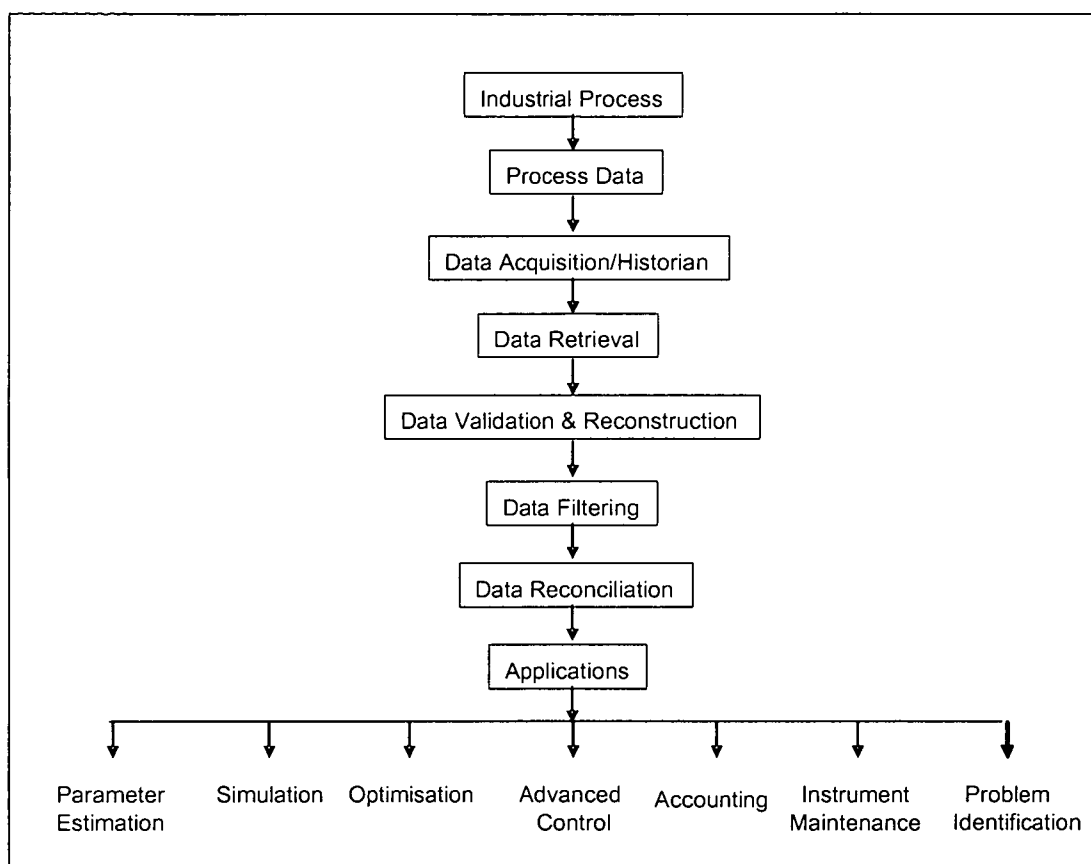 Industrial Process
Process Data
Data Acquisition/Historian
Data Retrieval
Data Validation & Reconstruction
Data Filtering
Data Reconciliation
Applications
Parameter
Estimation
Simulation
Optimisation
Advanced
Control
Accounting
Instrument
Maintenance
Problem
Identification